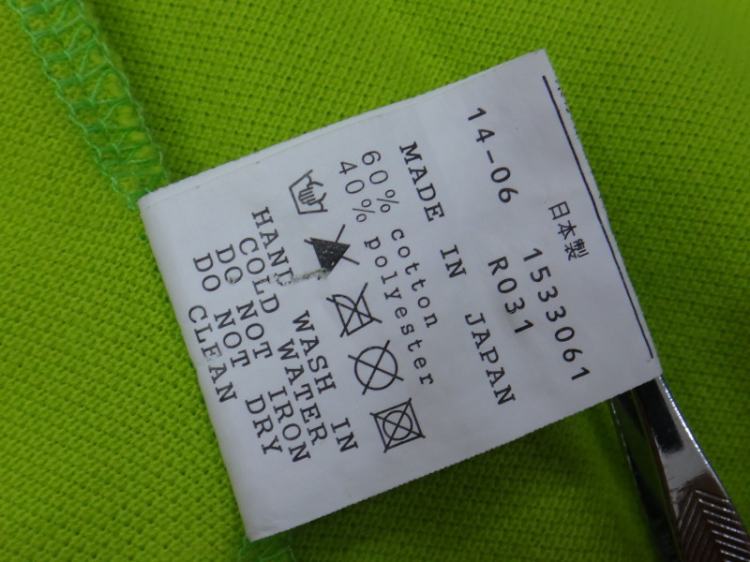 日本製
14-06 1533061
R031
MADE IN JAPAN
60% cotton
40% polyester
HAND WASH IN
COLD WATER
DO NOT IRON
DO NOT DRY
CLEAN